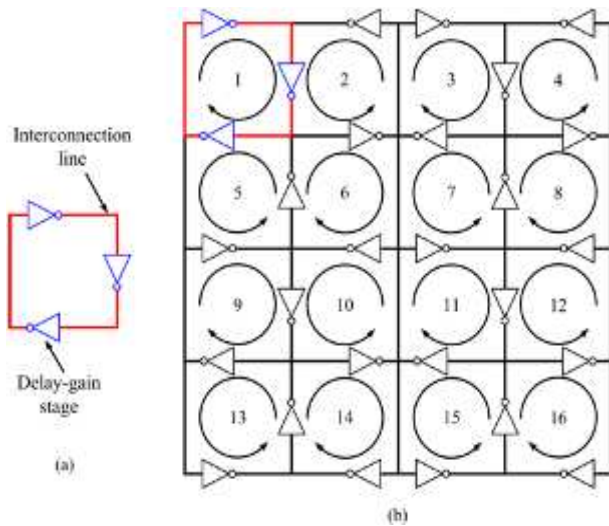 1 2 3 4
Interconnection
line
5 6 7 8
9 10 11 12
Delay-gain
stage
13 14 15 16
(a)
(b)